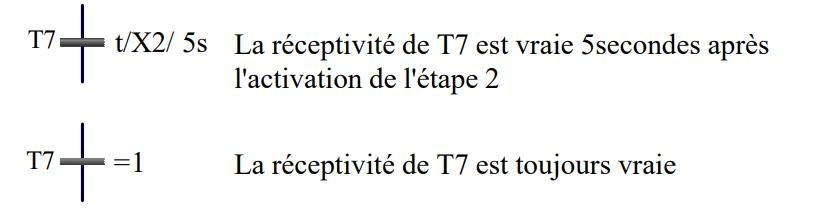 T7 t/X2/ 5s La réceptivité de T7 est vraie 5secondes après
l'activation de l'étape 2
T7 =1 La réceptivité de T7 est toujours vraie